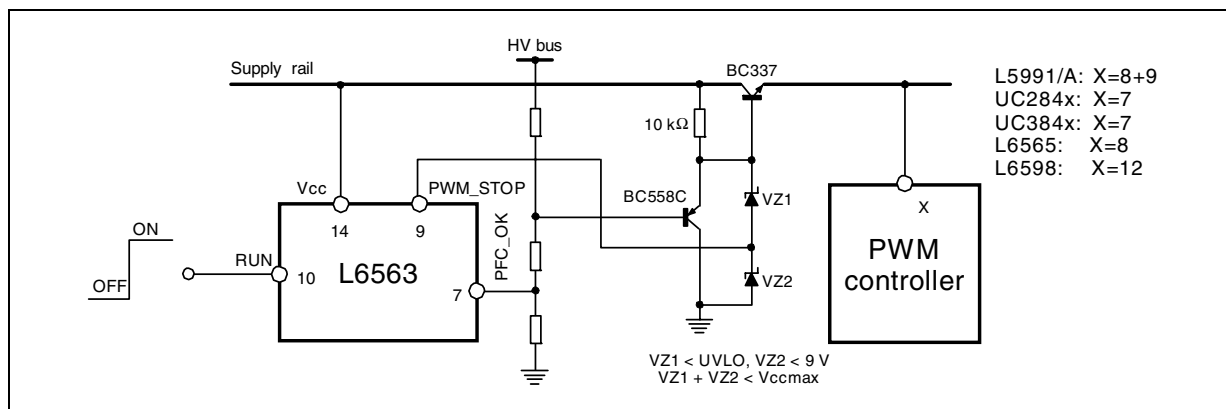 HV bus
Supply rail
BC337
L5991/A: X=8+9
UC284x: X=7
UC384x: X=7
L6565: X=8
L6598: X=12
10 kΩ
Vcc
PWM_STOP
BC558C
VZ1
X
ON
14
9
PFC_OK
RUN
10
L6563
PWM
controller
OFF
7
VZ2
VZ1 < UVLO, VZ2 < 9 V
VZ1 + VZ2 < Vccmax